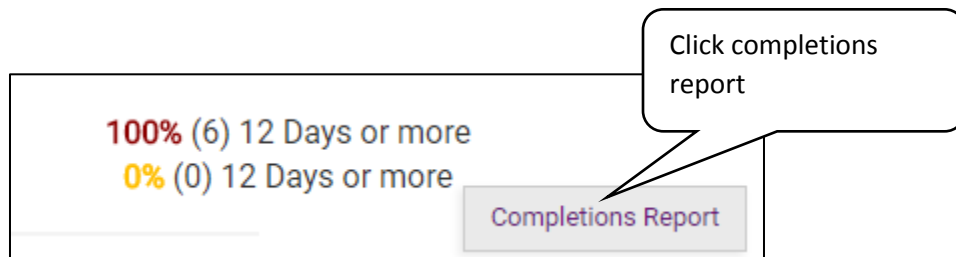 Click completions
report
100% (6) 12 Days or more
0% (0) 12 Days or more
Completions Report